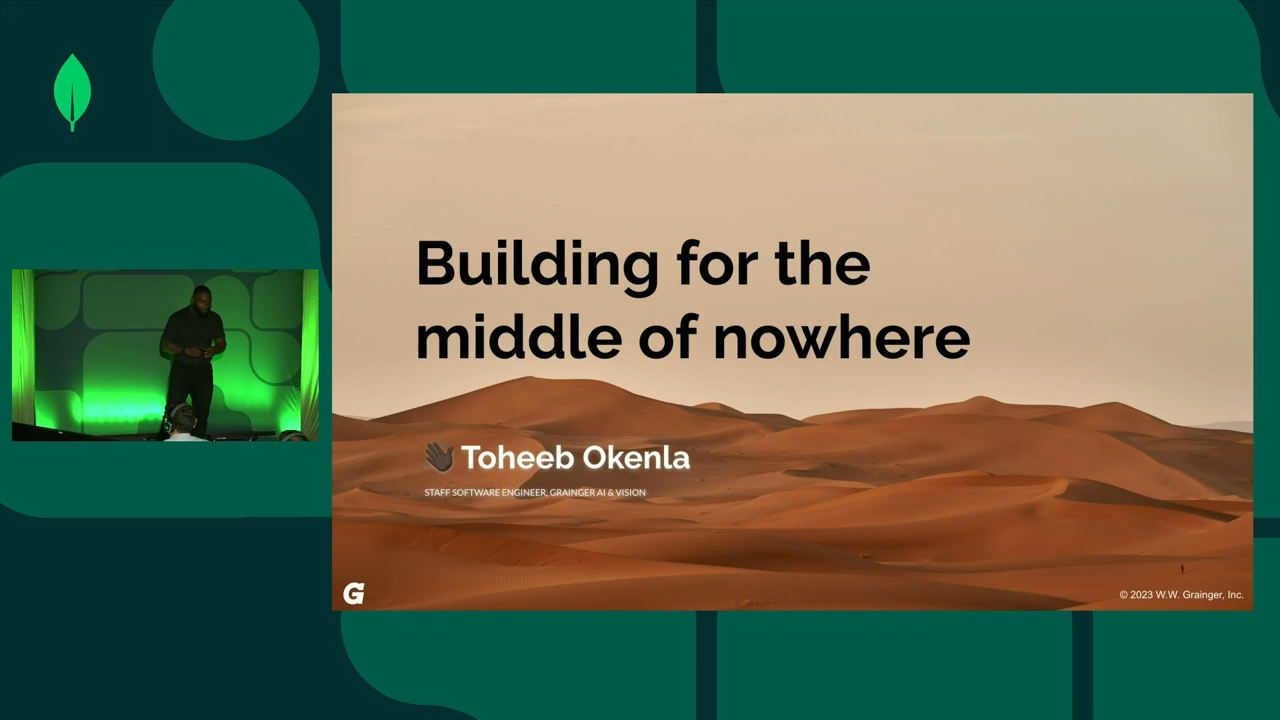 Building for the
middle of nowhere
👋🏿 Toheeb Okenla
STAFF SOFTWARE ENGINEER, GRAINGER AI & VISION
G
© 2023 W.W. Grainger, Inc.